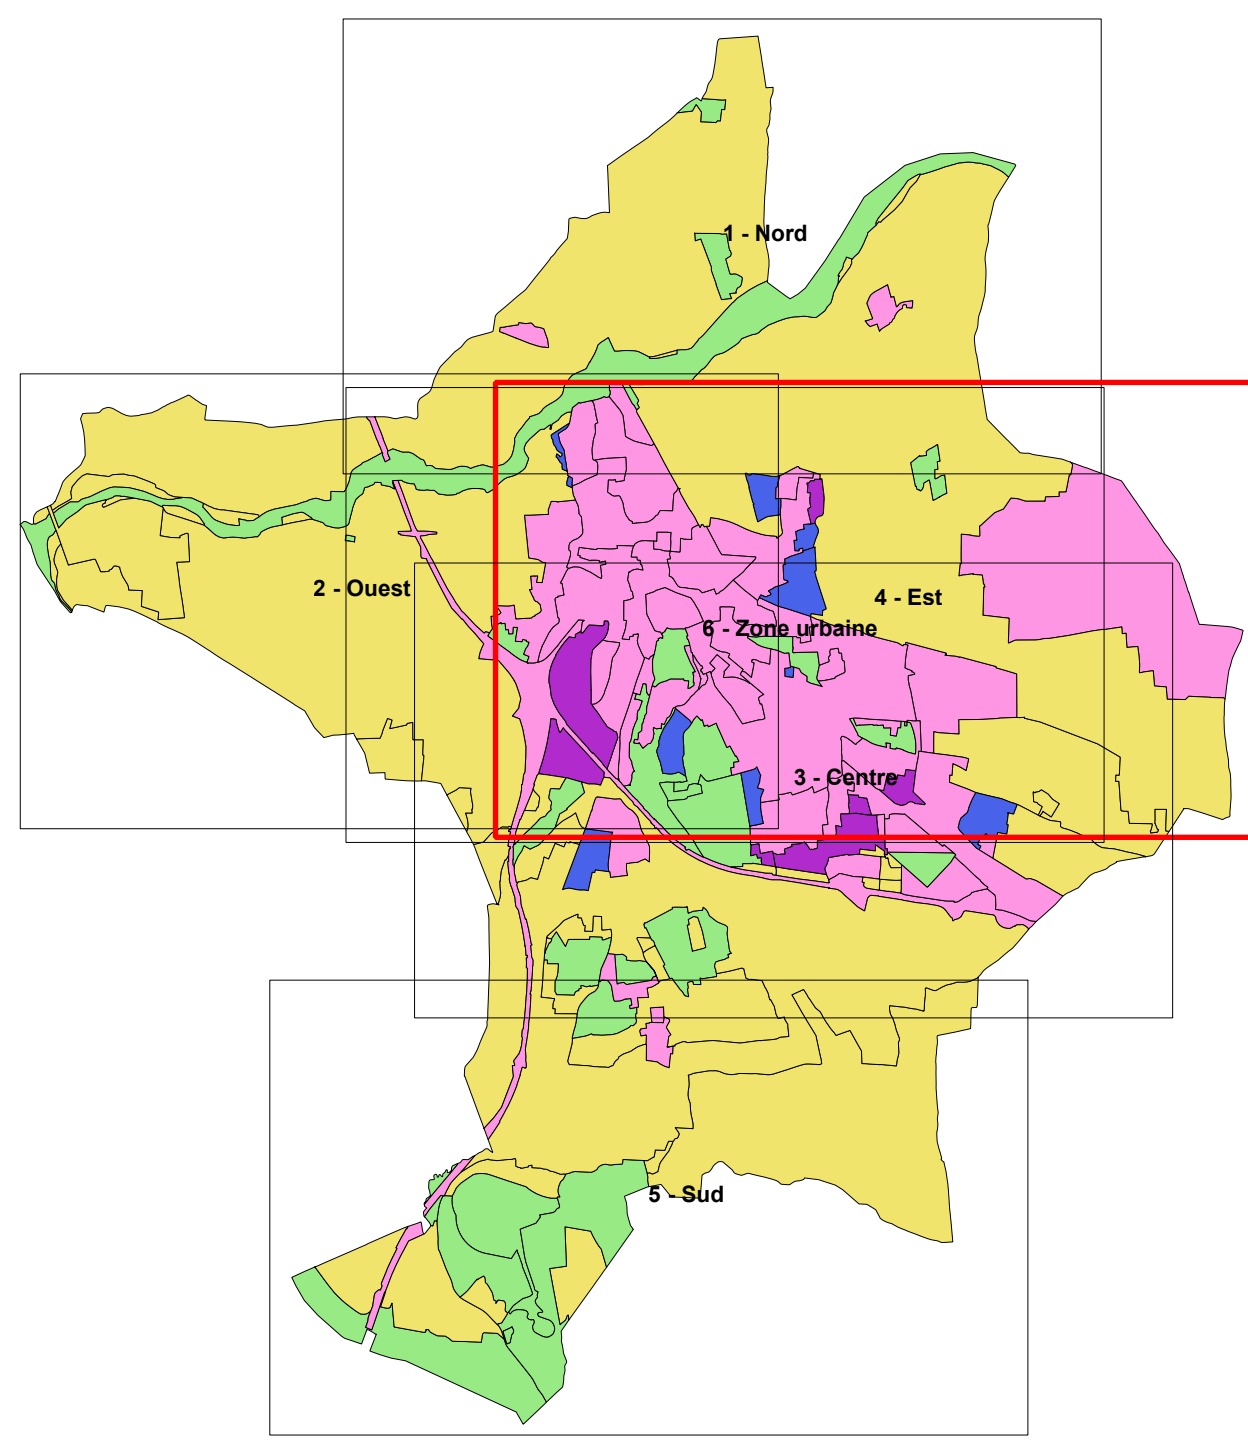 1 - Nord
2 - Ouest
4 - Est
6 - Zone urbaine
3 - Centre
5 - Sud